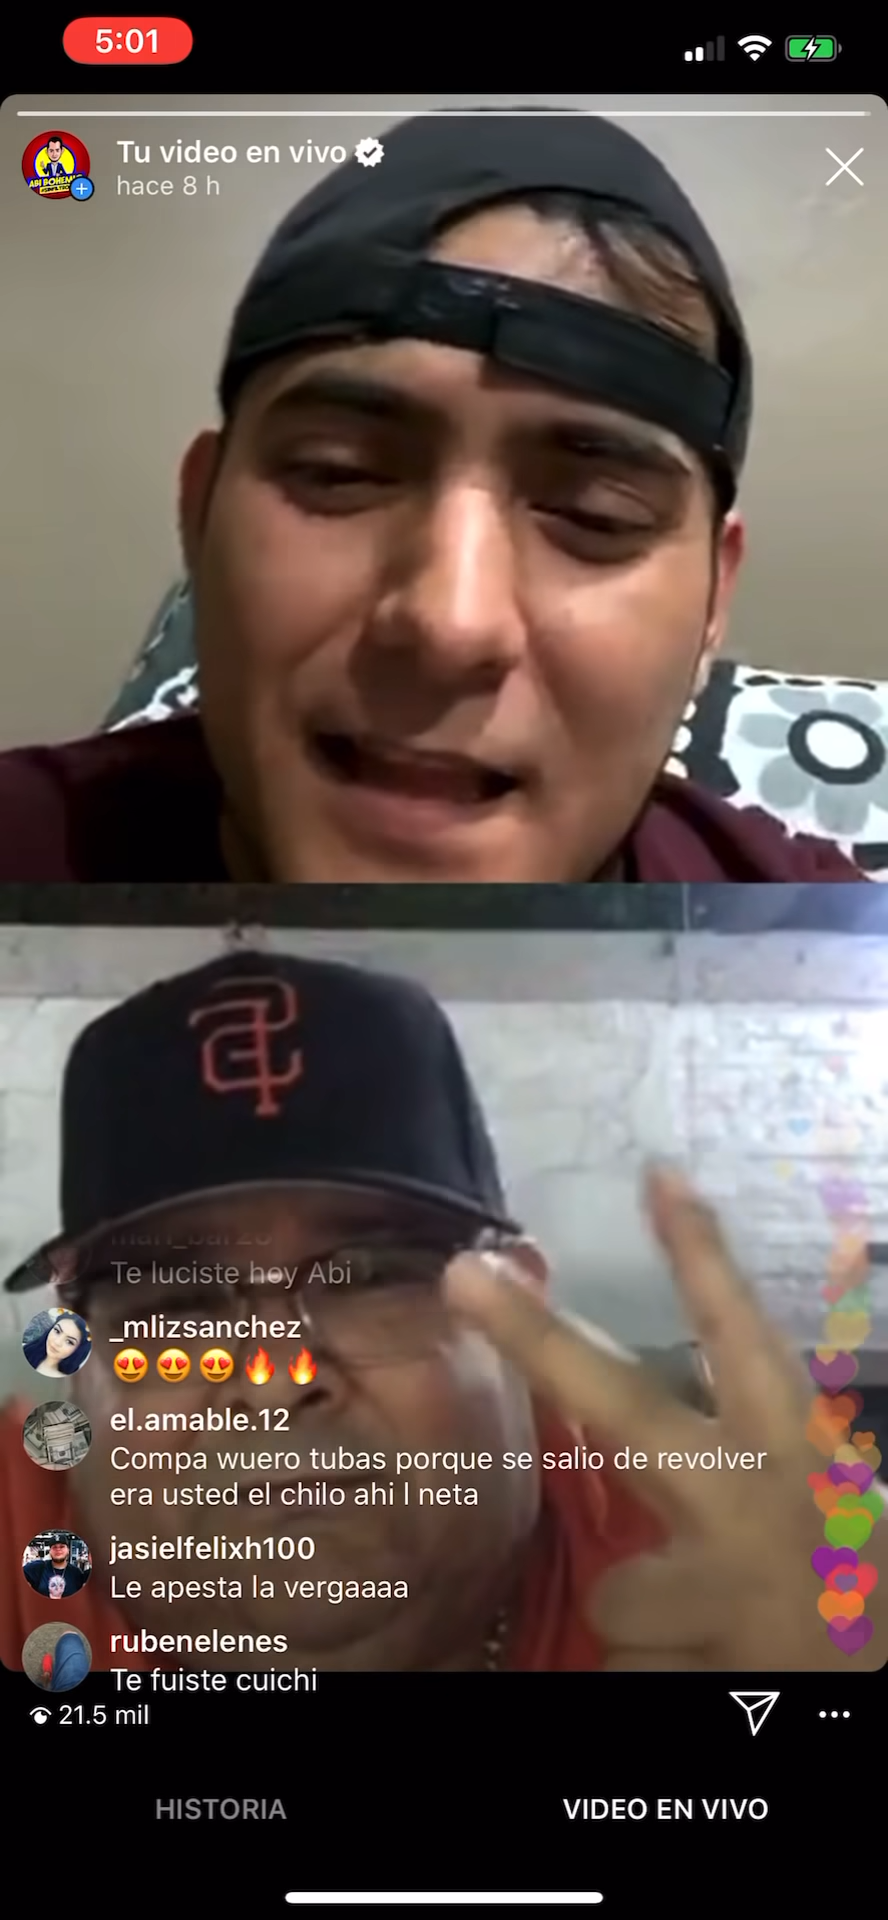 5:01
Tu video en vivo
hace 8 h
ABI BOHEMI
Te luciste hoy Abi
_mlizsanchez
😍😍😍🔥🔥
el.amable.12
Compa wuero tubas porque se salio de revolver
era usted el chilo ahi l neta
jasielfelixh100
Le apesta la vergaaaa
rubenelenes
Te fuiste cuichi
21.5 mil
HISTORIA
VIDEO EN VIVO